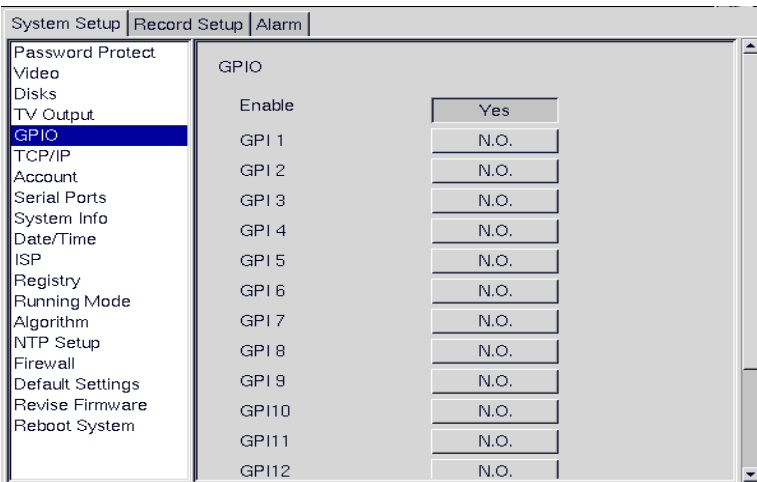 System Setup Record Setup Alarm
Password Protect
Video
Disks
TV Output
GPIO
TCP/IP
Account
Serial Ports
System Info
Date/Time
ISP
Registry
Running Mode
Algorithm
NTP Setup
Firewall
Default Settings
Revise Firmware
Reboot System
GPIO
Enable Yes
GPI 1 N.O.
GPI 2 N.O.
GPI 3 N.O.
GPI 4 N.O.
GPI 5 N.O.
GPI 6 N.O.
GPI 7 N.O.
GPI 8 N.O.
GPI 9 N.O.
GPI10 N.O.
GPI11 N.O.
GPI12 N.O.